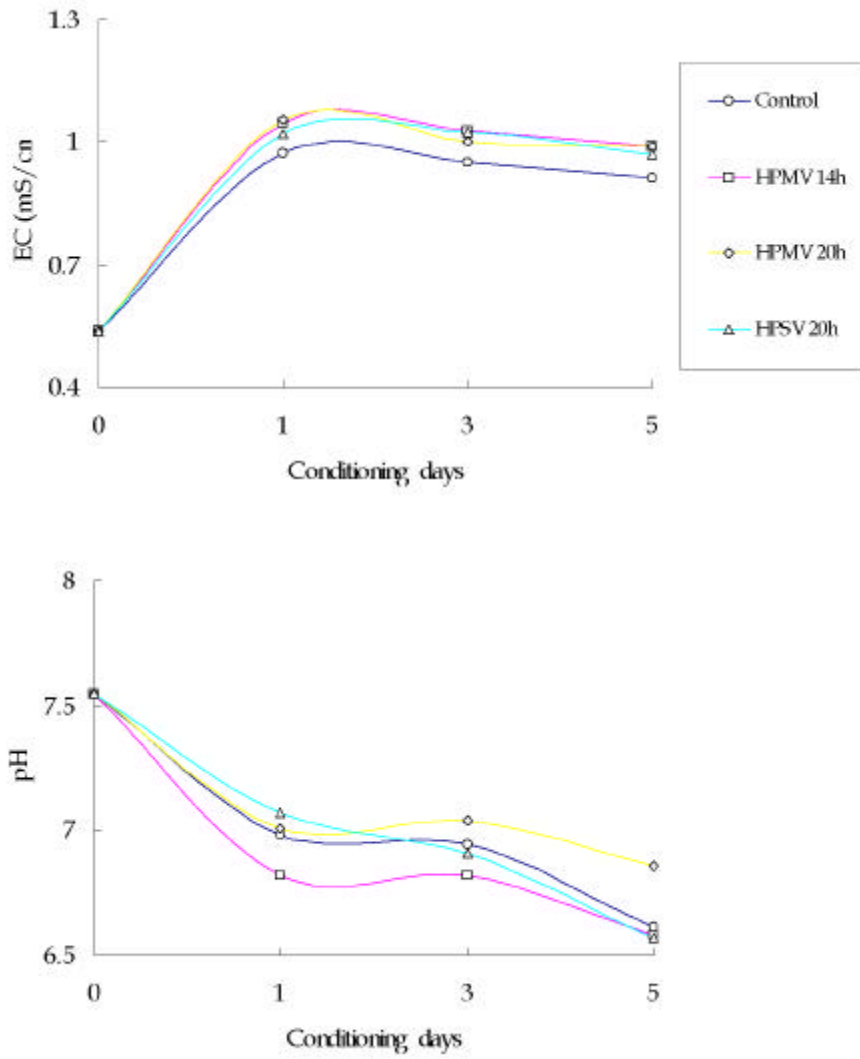 1.3
1
0.7
0.4
EC (mS/cn
0
1
3
5
Conditioning days
Control
HPMV 14h
HPMV 20h
HPSV 20h
8
7.5
7
6.5
pH
0
1
3
5
Conditioning days